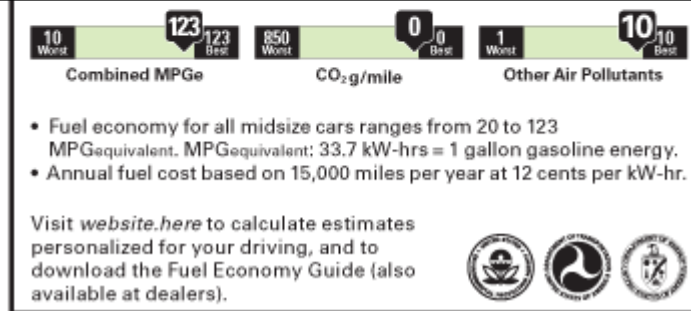 10 Worst 123 123 Best
850 Worst 0 0 Best
1 Worst 10 10 Best
Combined MPGe
CO₂g/mile
Other Air Pollutants
• Fuel economy for all midsize cars ranges from 20 to 123
MPGequivalent. MPGequivalent: 33.7 kW-hrs = 1 gallon gasoline energy.
• Annual fuel cost based on 15,000 miles per year at 12 cents per kW-hr.
Visit website.here to calculate estimates
personalized for your driving, and to
download the Fuel Economy Guide (also
available at dealers).